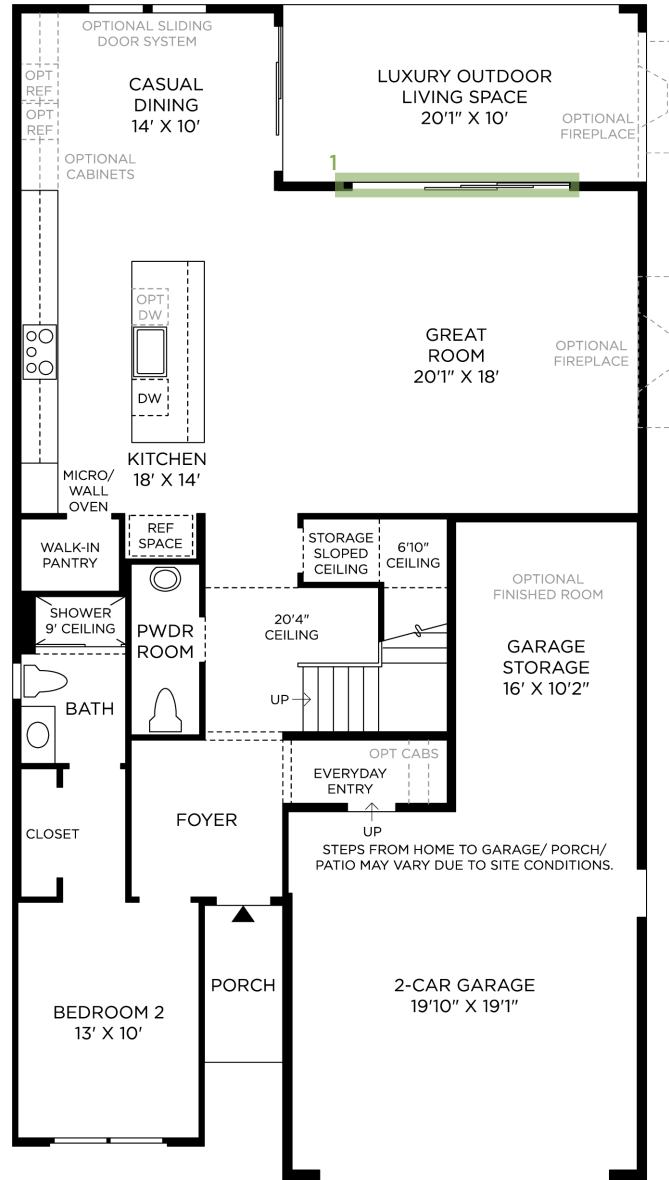 OPTIONAL SLIDING
DOOR SYSTEM
OPT
REF
OPT
REF
CASUAL
DINING
14' X 10'
OPTIONAL
CABINETS
LUXURY OUTDOOR
LIVING SPACE
20'1" X 10'
OPTIONAL
FIREPLACE
1
OPT
DW
DW
GREAT
ROOM
20'1" X 18'
OPTIONAL
FIREPLACE
KITCHEN
18' X 14'
MICRO/
WALL
OVEN
WALK-IN
PANTRY
REF
SPACE
STORAGE
SLOPED
CEILING
6'10"
CEILING
OPTIONAL
FINISHED ROOM
GARAGE
STORAGE
16' X 10'2"
SHOWER
9' CEILING
PWDR
ROOM
20'4"
CEILING
UP
BATH
OPT CABS
EVERYDAY
ENTRY
UP
CLOSET
FOYER
STEPS FROM HOME TO GARAGE/ PORCH/
PATIO MAY VARY DUE TO SITE CONDITIONS.
BEDROOM 2
13' X 10'
PORCH
2-CAR GARAGE
19'10" X 19'1"